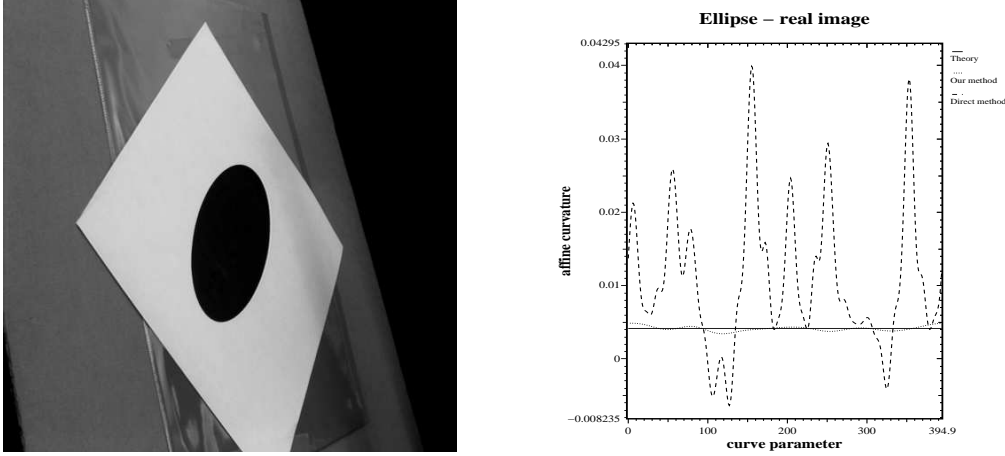 Ellipse – real image
0.04295
0.04
0.03
0.02
0.01
0
−0.008235
affine curvature
0
100
200
300
394.9
curve parameter
Theory
Our method
Direct method